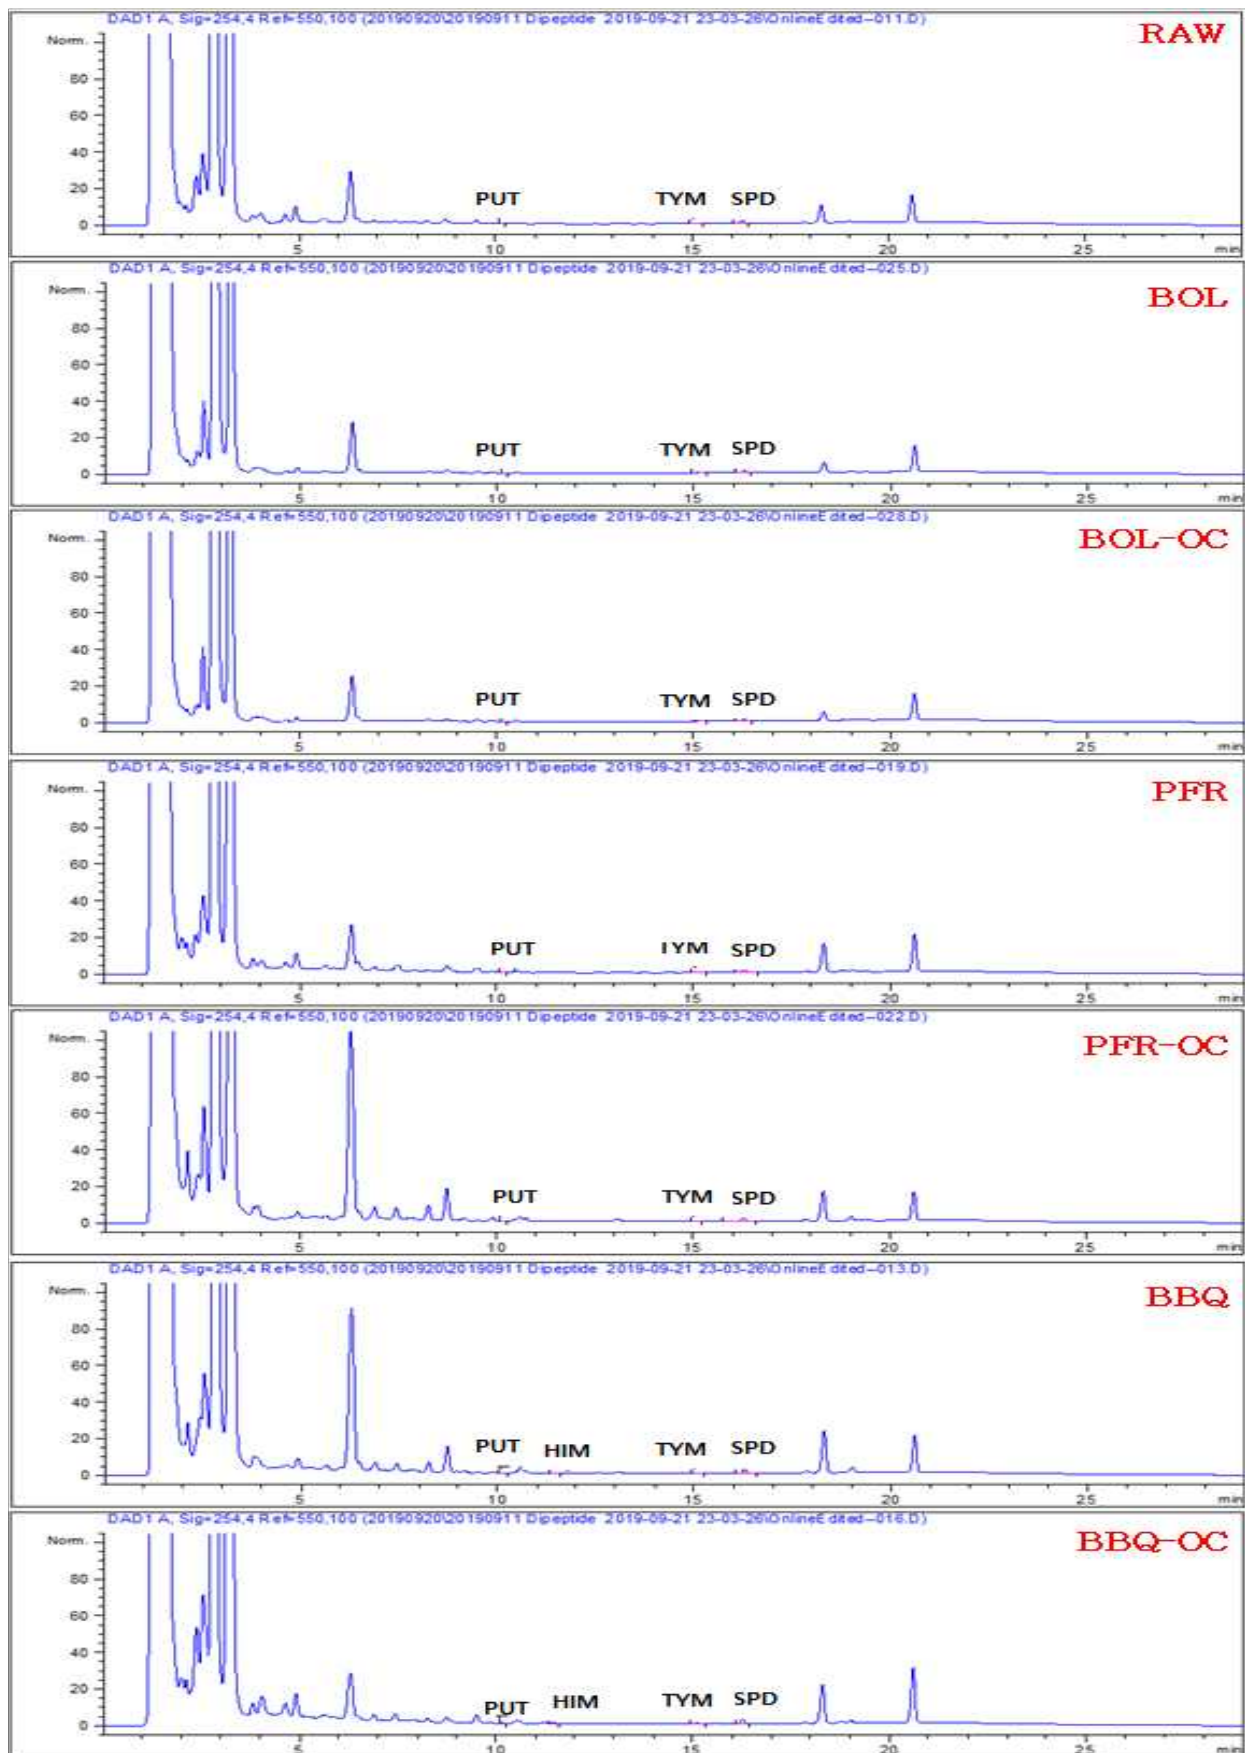 DAD1 A, Sig=254,4 Ref=550,100 (20190920\20190911 Dipeptide 2019-09-21 23-03-26\OnlineEdited--011.D)
RAW
Norm.
80
60
40
20
0
PUT TYM SPD
5 10 15 20 25 min
DAD1 A, Sig=254,4 Ref=550,100 (20190920\20190911 Dipeptide 2019-09-21 23-03-26\OnlineEdited--025.D)
BOL
Norm.
80
60
40
20
0
PUT TYM SPD
5 10 15 20 25 min
DAD1 A, Sig=254,4 Ref=550,100 (20190920\20190911 Dipeptide 2019-09-21 23-03-26\OnlineEdited--028.D)
BOL-OC
Norm.
80
60
40
20
0
PUT TYM SPD
5 10 15 20 25 min
DAD1 A, Sig=254,4 Ref=550,100 (20190920\20190911 Dipeptide 2019-09-21 23-03-26\OnlineEdited--019.D)
PFR
Norm.
80
60
40
20
0
PUT IYM SPD
5 10 15 20 25 min
DAD1 A, Sig=254,4 Ref=550,100 (20190920\20190911 Dipeptide 2019-09-21 23-03-26\OnlineEdited--022.D)
PFR-OC
Norm.
80
60
40
20
0
PUT TYM SPD
5 10 15 20 25 min
DAD1 A, Sig=254,4 Ref=550,100 (20190920\20190911 Dipeptide 2019-09-21 23-03-26\OnlineEdited--013.D)
BBQ
Norm.
80
60
40
20
0
PUT HIM TYM SPD
5 10 15 20 25 min
DAD1 A, Sig=254,4 Ref=550,100 (20190920\20190911 Dipeptide 2019-09-21 23-03-26\OnlineEdited--016.D)
BBQ-OC
Norm.
80
60
40
20
0
PUT HIM TYM SPD
5 10 15 20 25 min